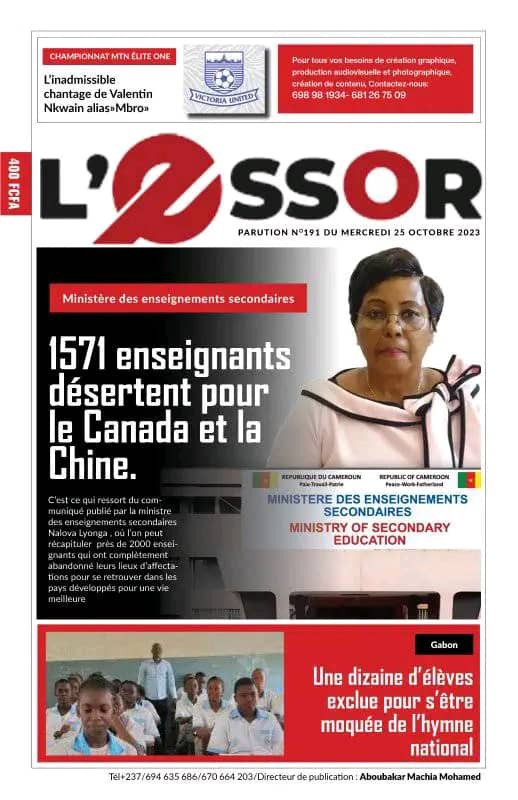 CHAMPIONNAT MTN ÉLITE ONE
L'inadmissible
chantage de Valentin
Nkwain alias»Mbro»
VICTORIA UNITED
Pour tous vos besoins de création graphique,
production audiovisuelle et photographique,
création de contenu, Contactez-nous:
698 98 1934- 681 26 75 09
400 FCFA
L'ESSOR
PARUTION N°191 DU MERCREDI 25 OCTOBRE 2023
Ministère des enseignements secondaires
1571 enseignants
désertent pour
le Canada et la
Chine.
C'est ce qui ressort du com-
muniqué publié par la ministre
des enseignements secondaires
Nalova Lyonga , où l'on peut
récapituler près de 2000 ensei-
gnants qui ont complètement
abandonné leurs lieux d'affecta-
tions pour se retrouver dans les
pays développés pour une vie
meilleure
REPUBLIQUE DU CAMEROUN
Paix-Travail-Patrie
REPUBLIC OF CAMEROON
Peace-Work-Fatherland
MINISTERE DES ENSEIGNEMENTS
SECONDAIRES
MINISTRY OF SECONDARY
EDUCATION
Gabon
Une dizaine d'élèves
exclue pour s'être
moquée de l'hymne
national
Tél+237/694 635 686/670 664 203/Directeur de publication : Aboubakar Machia Mohamed